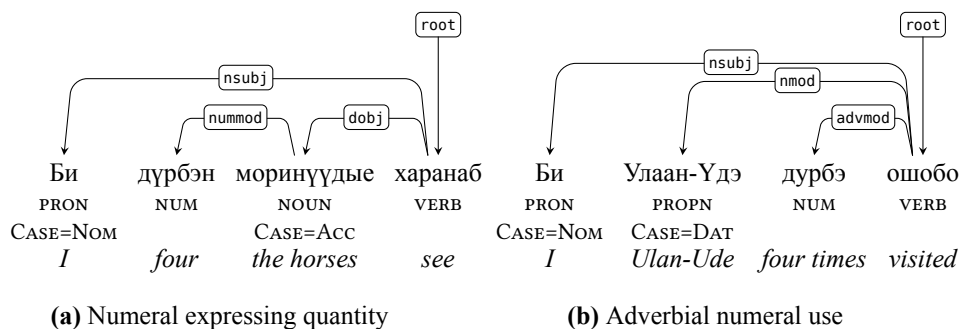 root root
nsubj nsubj
nmod
nummod dobj advmod
Би дүрбэн моринүүдые харанаб Би Улаан-Үдэ дурбэ ошобо
PRON NUM NOUN VERB PRON PROPN NUM VERB
CASE=NOM CASE=ACC CASE=NOM CASE=DAT
I four the horses see I Ulan-Ude four times visited
(a) Numeral expressing quantity (b) Adverbial numeral use